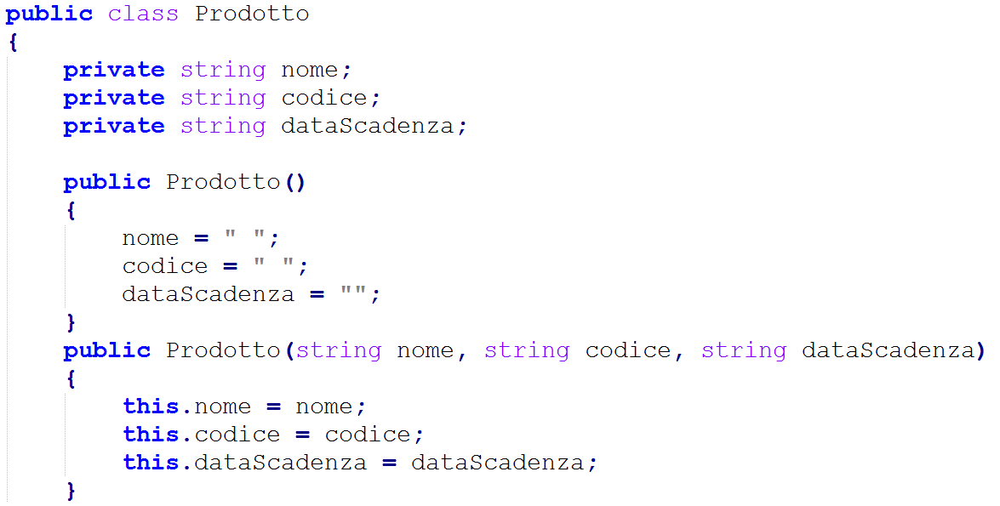 public class Prodotto
{
    private string nome;
    private string codice;
    private string dataScadenza;

    public Prodotto()
    {
        nome = " ";
        codice = " ";
        dataScadenza = "";
    }
    public Prodotto(string nome, string codice, string dataScadenza)
    {
        this.nome = nome;
        this.codice = codice;
        this.dataScadenza = dataScadenza;
    }